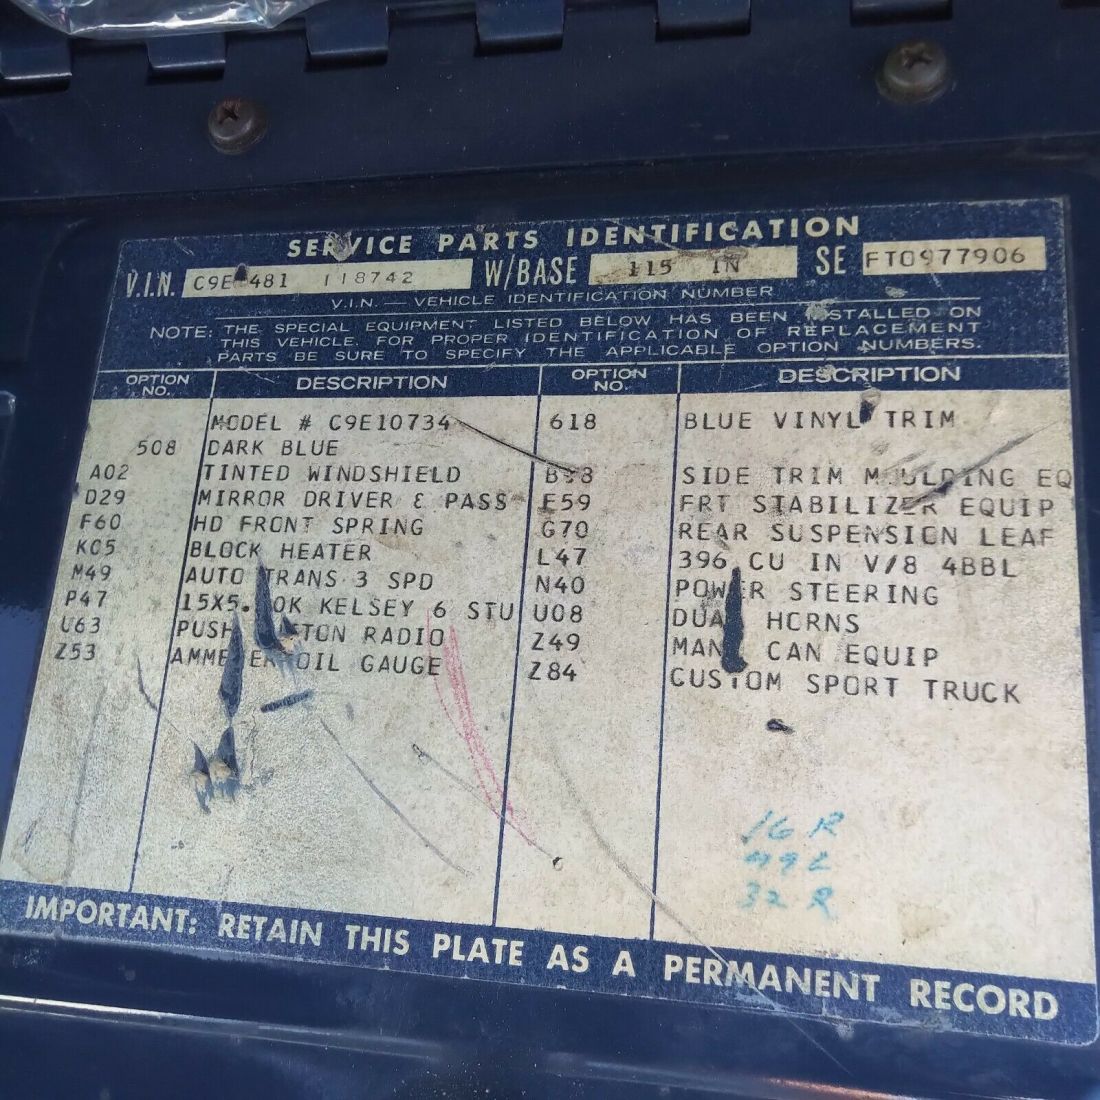 SERVICE PARTS IDENTIFICATION
V.I.N. C9E 481 118742 W/BASE 115 IN SE FT0977906
V.I.N. — VEHICLE IDENTIFICATION NUMBER
NOTE: THE SPECIAL EQUIPMENT LISTED BELOW HAS BEEN INSTALLED ON
THIS VEHICLE. FOR PROPER IDENTIFICATION OF REPLACEMENT
PARTS BE SURE TO SPECIFY THE APPLICABLE OPTION NUMBERS.
OPTION NO. DESCRIPTION OPTION NO. DESCRIPTION
MODEL # C9E10734 618 BLUE VINYL TRIM
508 DARK BLUE
A02 TINTED WINDSHIELD SIDE TRIM MOULDING EQ
D29 MIRROR DRIVER & PASS F59 FRT STABILIZER EQUIP
F60 HD FRONT SPRING G70 REAR SUSPENSION LEAF
K05 BLOCK HEATER L47 396 CU IN V/8 4BBL
M49 AUTO TRANS 3 SPD N40 POWER STEERING
P47 KELSEY 6 STU U08 DUAL HORNS
U63 PUSH BUTTON RADIO Z49 CAN EQUIP
Z53 AMMETER OIL GAUGE Z84 CUSTOM SPORT TRUCK
16 R
49 L
32 R
IMPORTANT: RETAIN THIS PLATE AS A PERMANENT RECORD